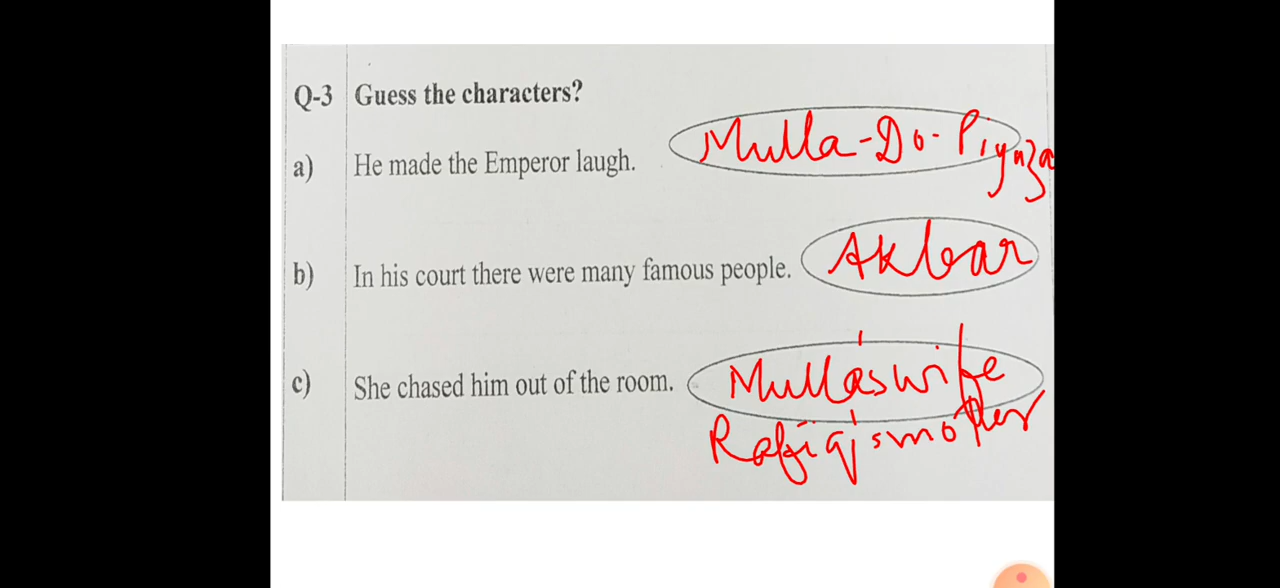 Q-3 Guess the characters?
a) He made the Emperor laugh. Mulla-Do-Piynza
b) In his court there were many famous people. Akbar
c) She chased him out of the room. Mulla's wife
Rafiq's mother